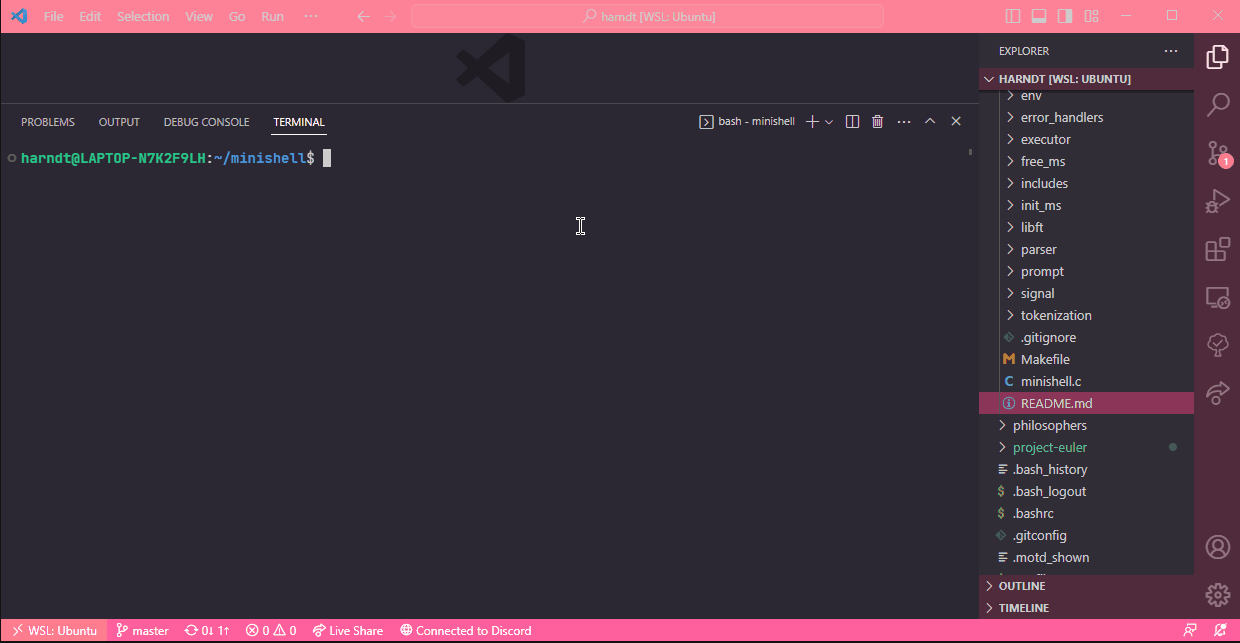 File Edit Selection View Go Run ···
harndt [WSL: Ubuntu]
PROBLEMS OUTPUT DEBUG CONSOLE TERMINAL
bash - minishell
harndt@LAPTOP-N7K2F9LH:~/minishell$
EXPLORER
HARNDT [WSL: UBUNTU]
env
error_handlers
executor
free_ms
includes
init_ms
libft
parser
prompt
signal
tokenization
.gitignore
M Makefile
C minishell.c
README.md
philosophers
project-euler
.bash_history
$ .bash_logout
$ .bashrc
.gitconfig
.motd_shown
OUTLINE
TIMELINE
1
WSL: Ubuntu master 0↓ 1↑ 0 0 Live Share Connected to Discord